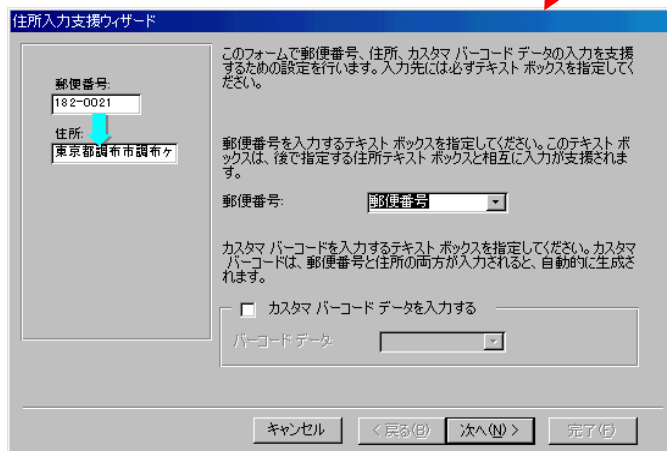 住所入力支援ウィザード
このフォームで郵便番号、住所、カスタマ バーコード データの入力を支援
するための設定を行います。入力先には必ずテキスト ボックスを指定してく
ださい。
郵便番号:
182-0021
住所:
東京都調布市調布ヶ
郵便番号を入力するテキスト ボックスを指定してください。このテキスト ボ
ックスは、後で指定する住所テキスト ボックスと相互に入力が支援されま
す。
郵便番号: 郵便番号
カスタマ バーコードを入力するテキスト ボックスを指定してください。カスタマ
バーコードは、郵便番号と住所の両方が入力されると、自動的に生成さ
れます。
カスタマ バーコード データを入力する
バーコード データ:
キャンセル < 戻る(B) 次へ(N) > 完了(F)